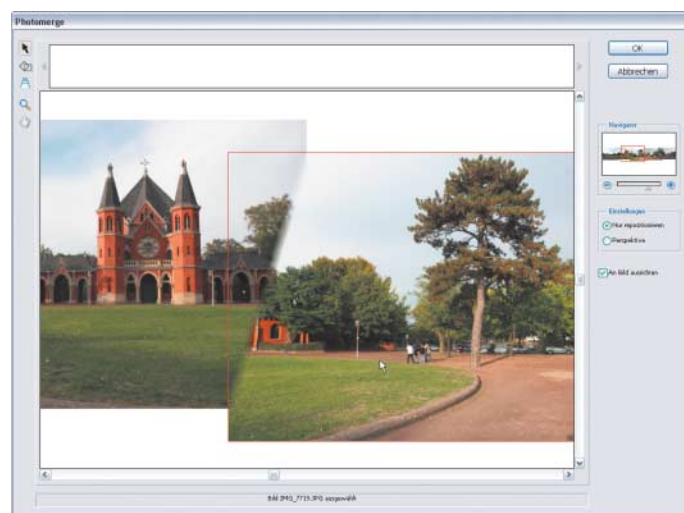 Photomerge
OK
Abbrechen
Navigator
Einstellungen
Nur repositionieren
Perspektive
An Bild ausrichten
Bild IMG_7715.JPG ausgewählt